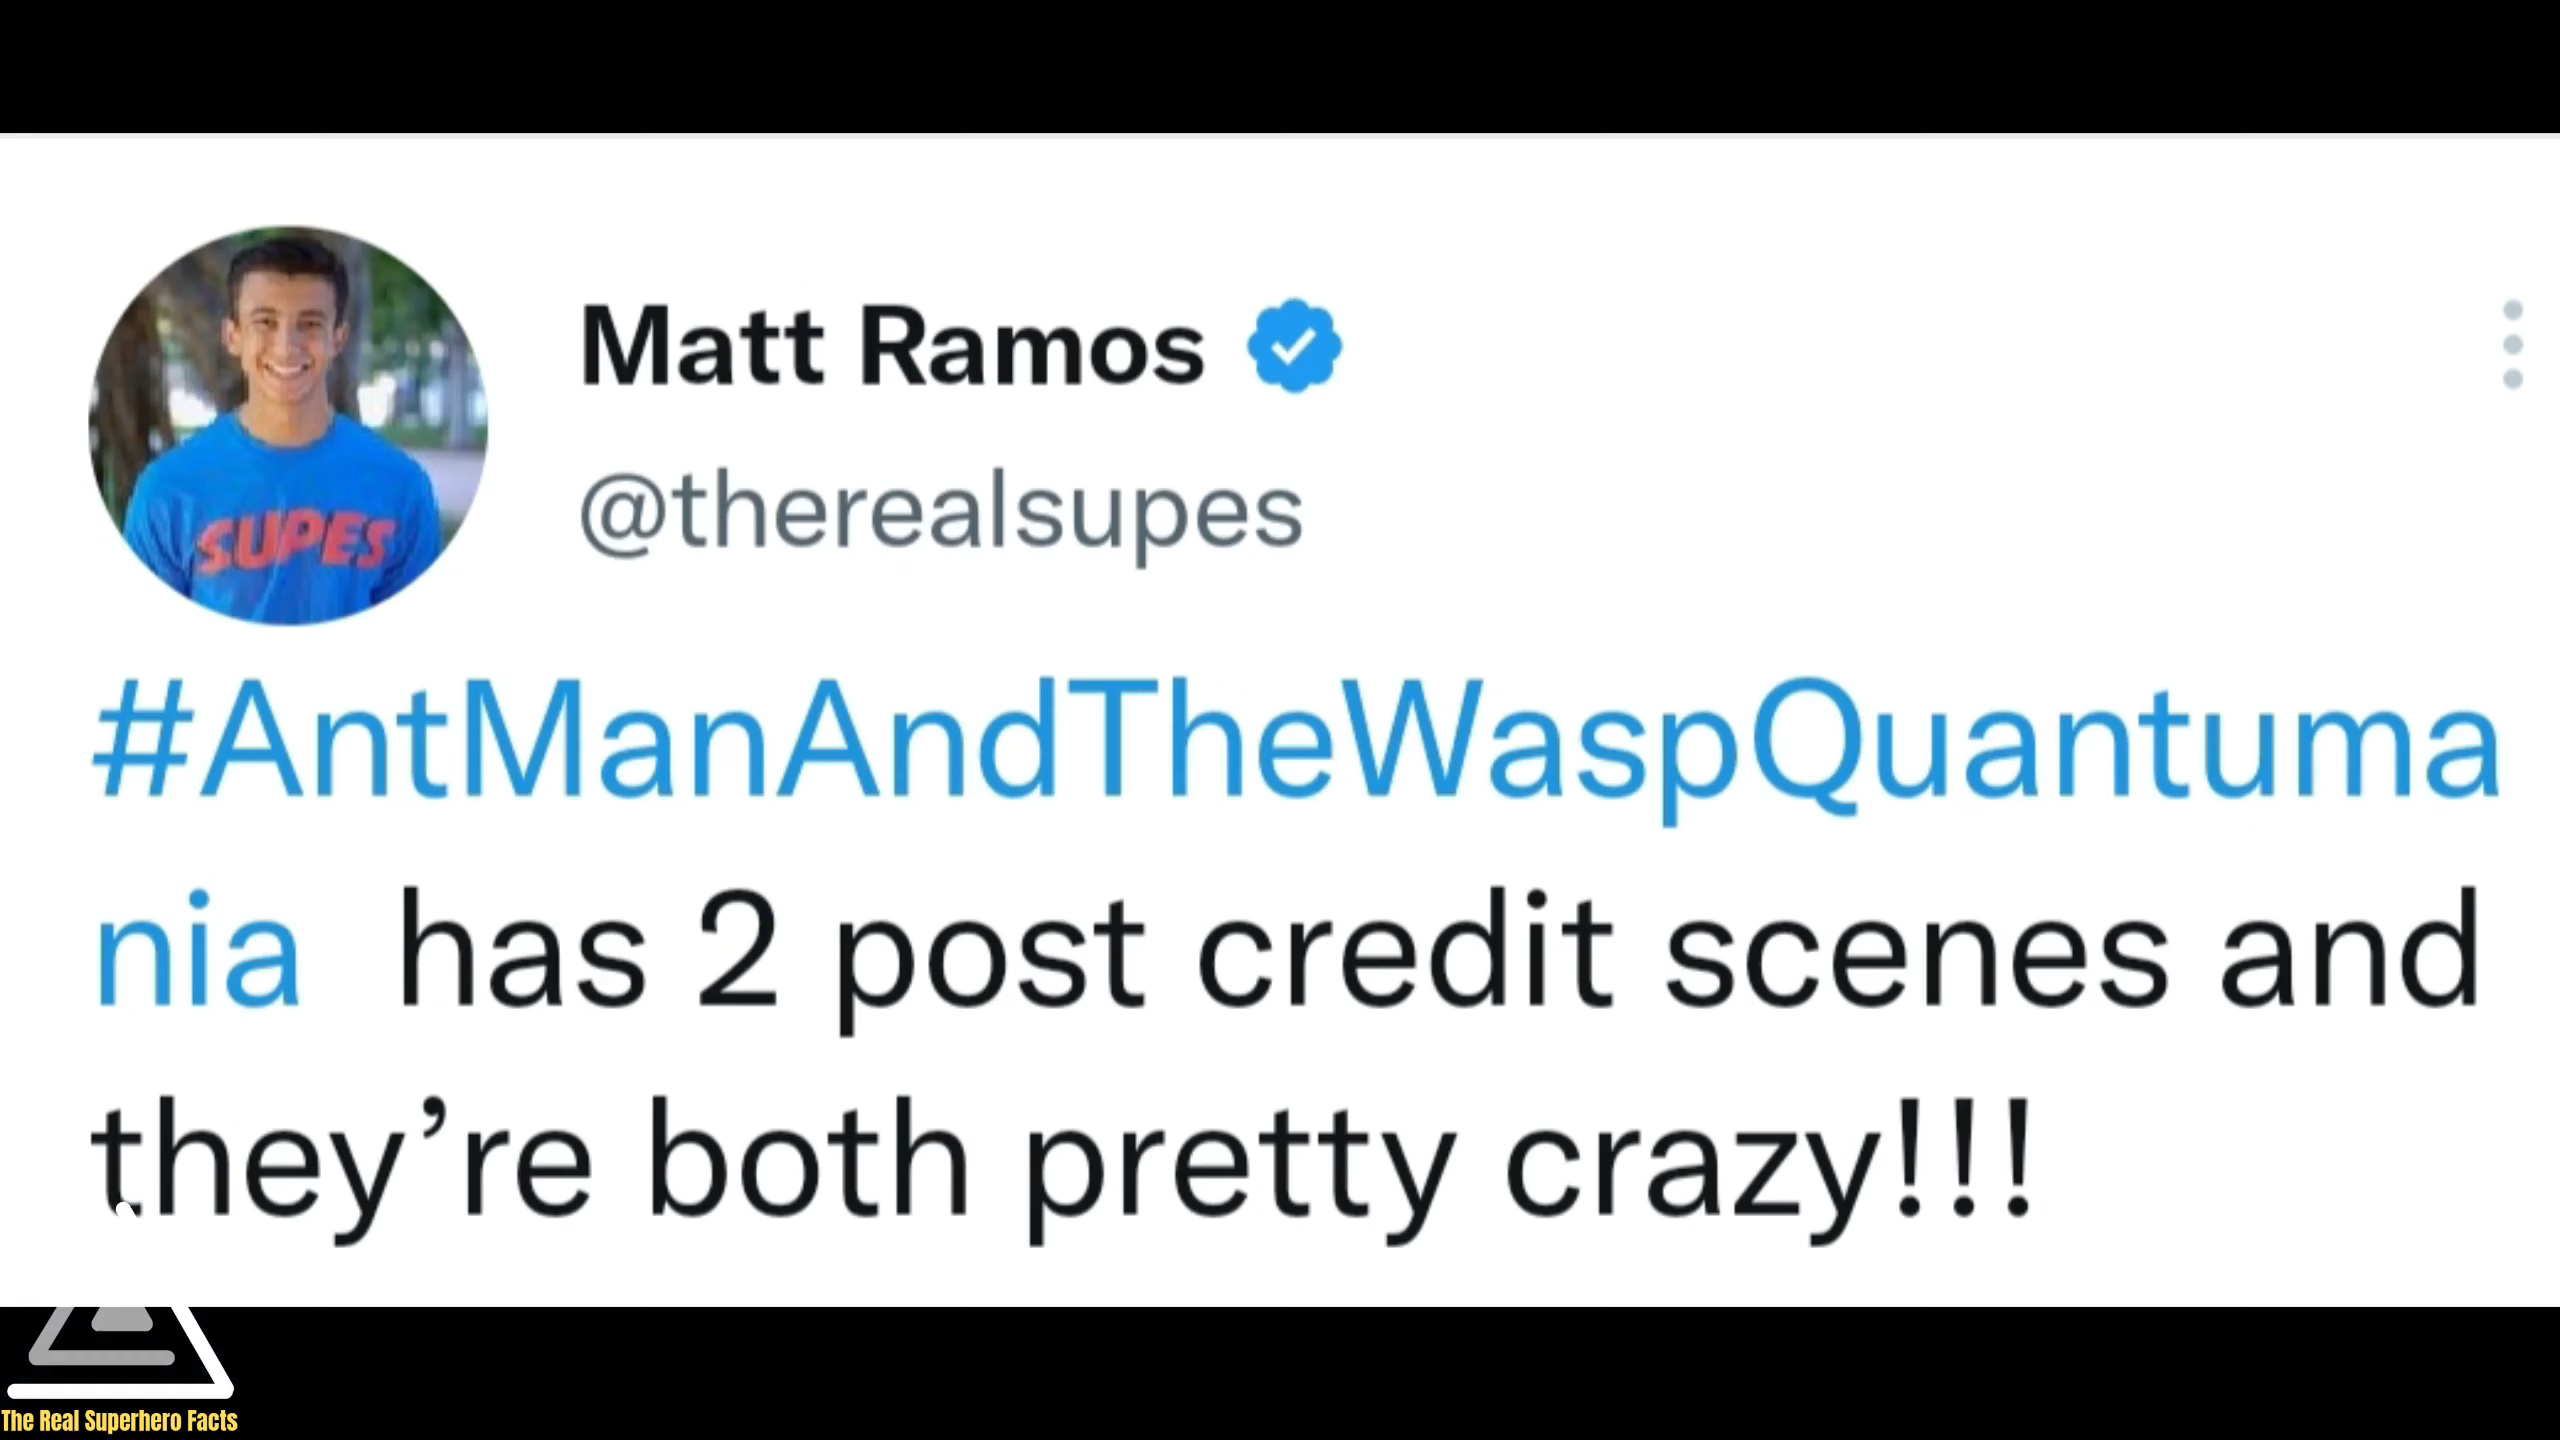 Matt Ramos
@therealsupes
SUPES
#AntManAndTheWaspQuantuma
nia has 2 post credit scenes and
they’re both pretty crazy!!!
The Real Superhero Facts